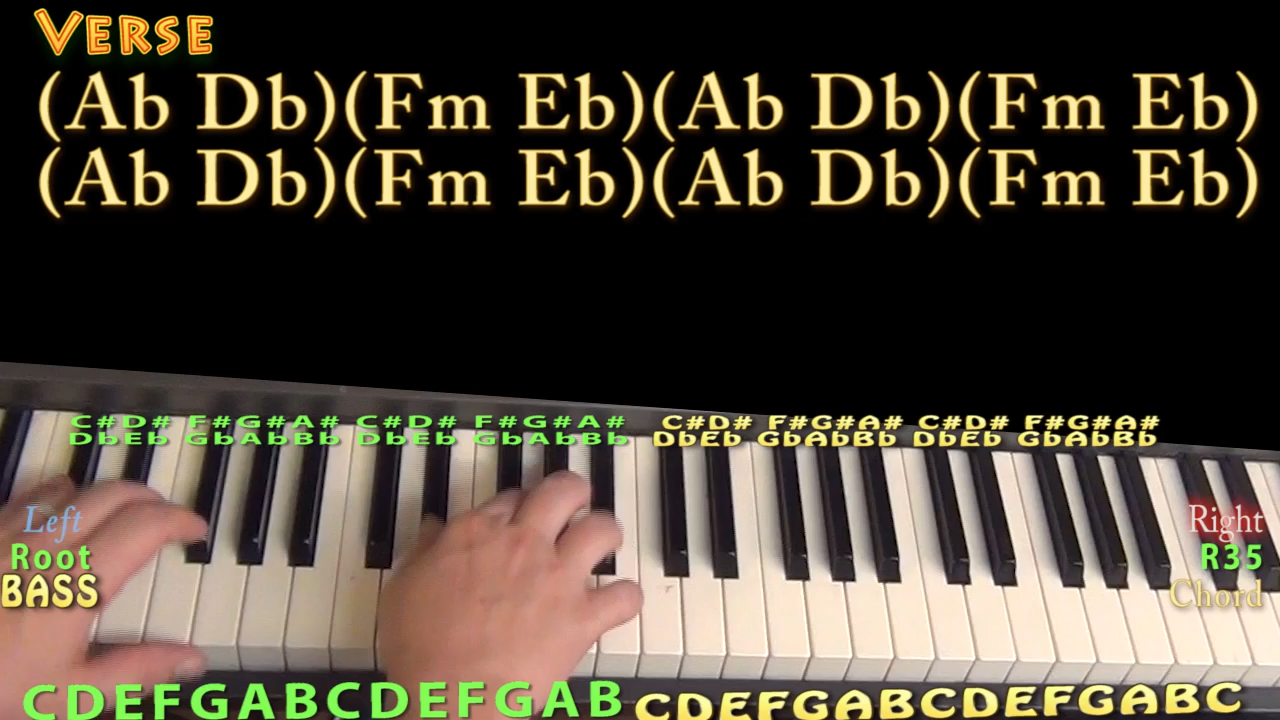 VERSE
(Ab Db)(Fm Eb)(Ab Db)(Fm Eb)
(Ab Db)(Fm Eb)(Ab Db)(Fm Eb)
C#D# F#G#A# C#D# F#G#A# C#D# F#G#A# C#D# F#G#A#
DbEb GbAbBb DbEb GbAbBb DbEb GbAbBb DbEb GbAbBb
Left
Root
BASS
Right
R35
Chord
CDEFGABCDEFGAB CDEFGABCDEFGABC